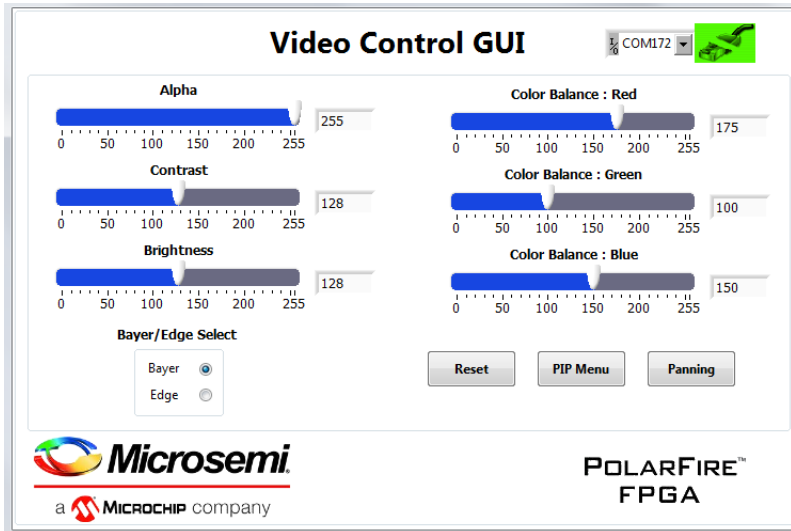 Video Control GUI
I/O COM172
Alpha
255
0 50 100 150 200 255
Contrast
128
0 50 100 150 200 255
Brightness
128
0 50 100 150 200 255
Bayer/Edge Select
Bayer
Edge
Color Balance : Red
175
0 50 100 150 200 255
Color Balance : Green
100
0 50 100 150 200 255
Color Balance : Blue
150
0 50 100 150 200 255
Reset PIP Menu Panning
Microsemi.
a MICROCHIP company
POLARFIRE™
FPGA